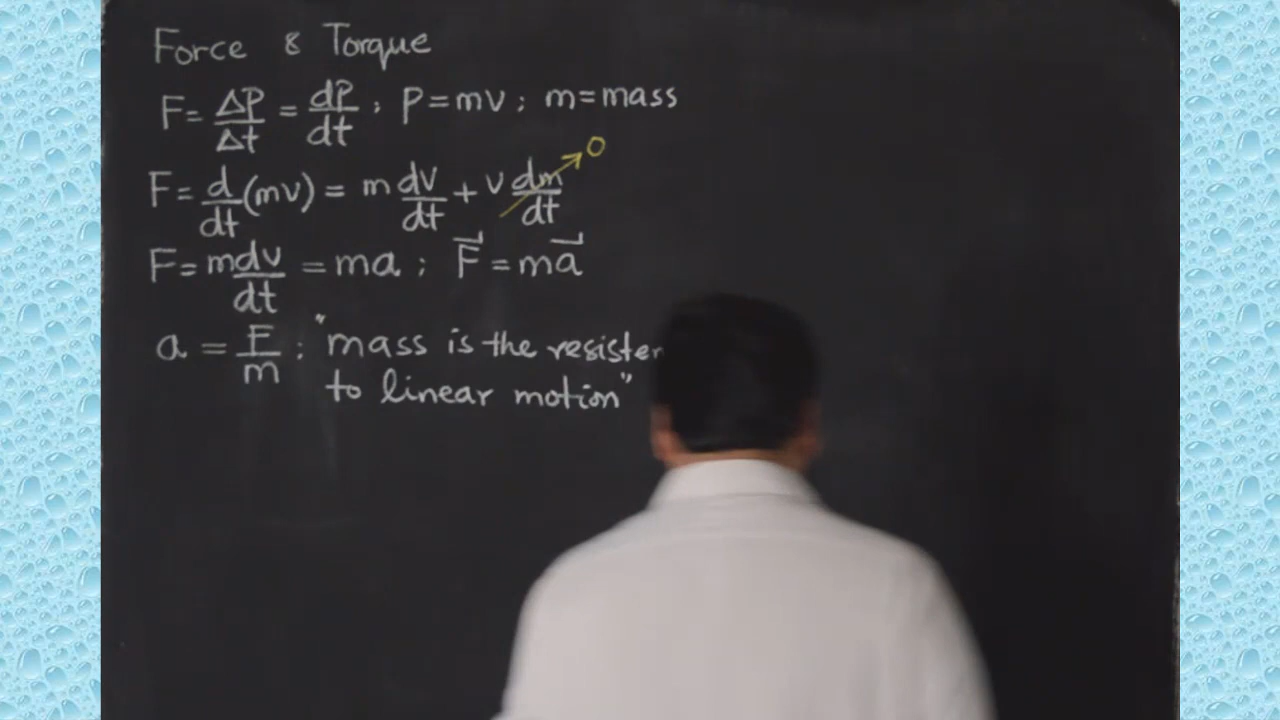 Force & Torque
F = ΔP/Δt = dP/dt ; P = mv ; m = mass
F = d/dt (mv) = m dv/dt + v dm/dt → 0
F = m dv/dt = ma ; F⃗ = ma⃗
a = F/m : "mass is the
to linear motion"